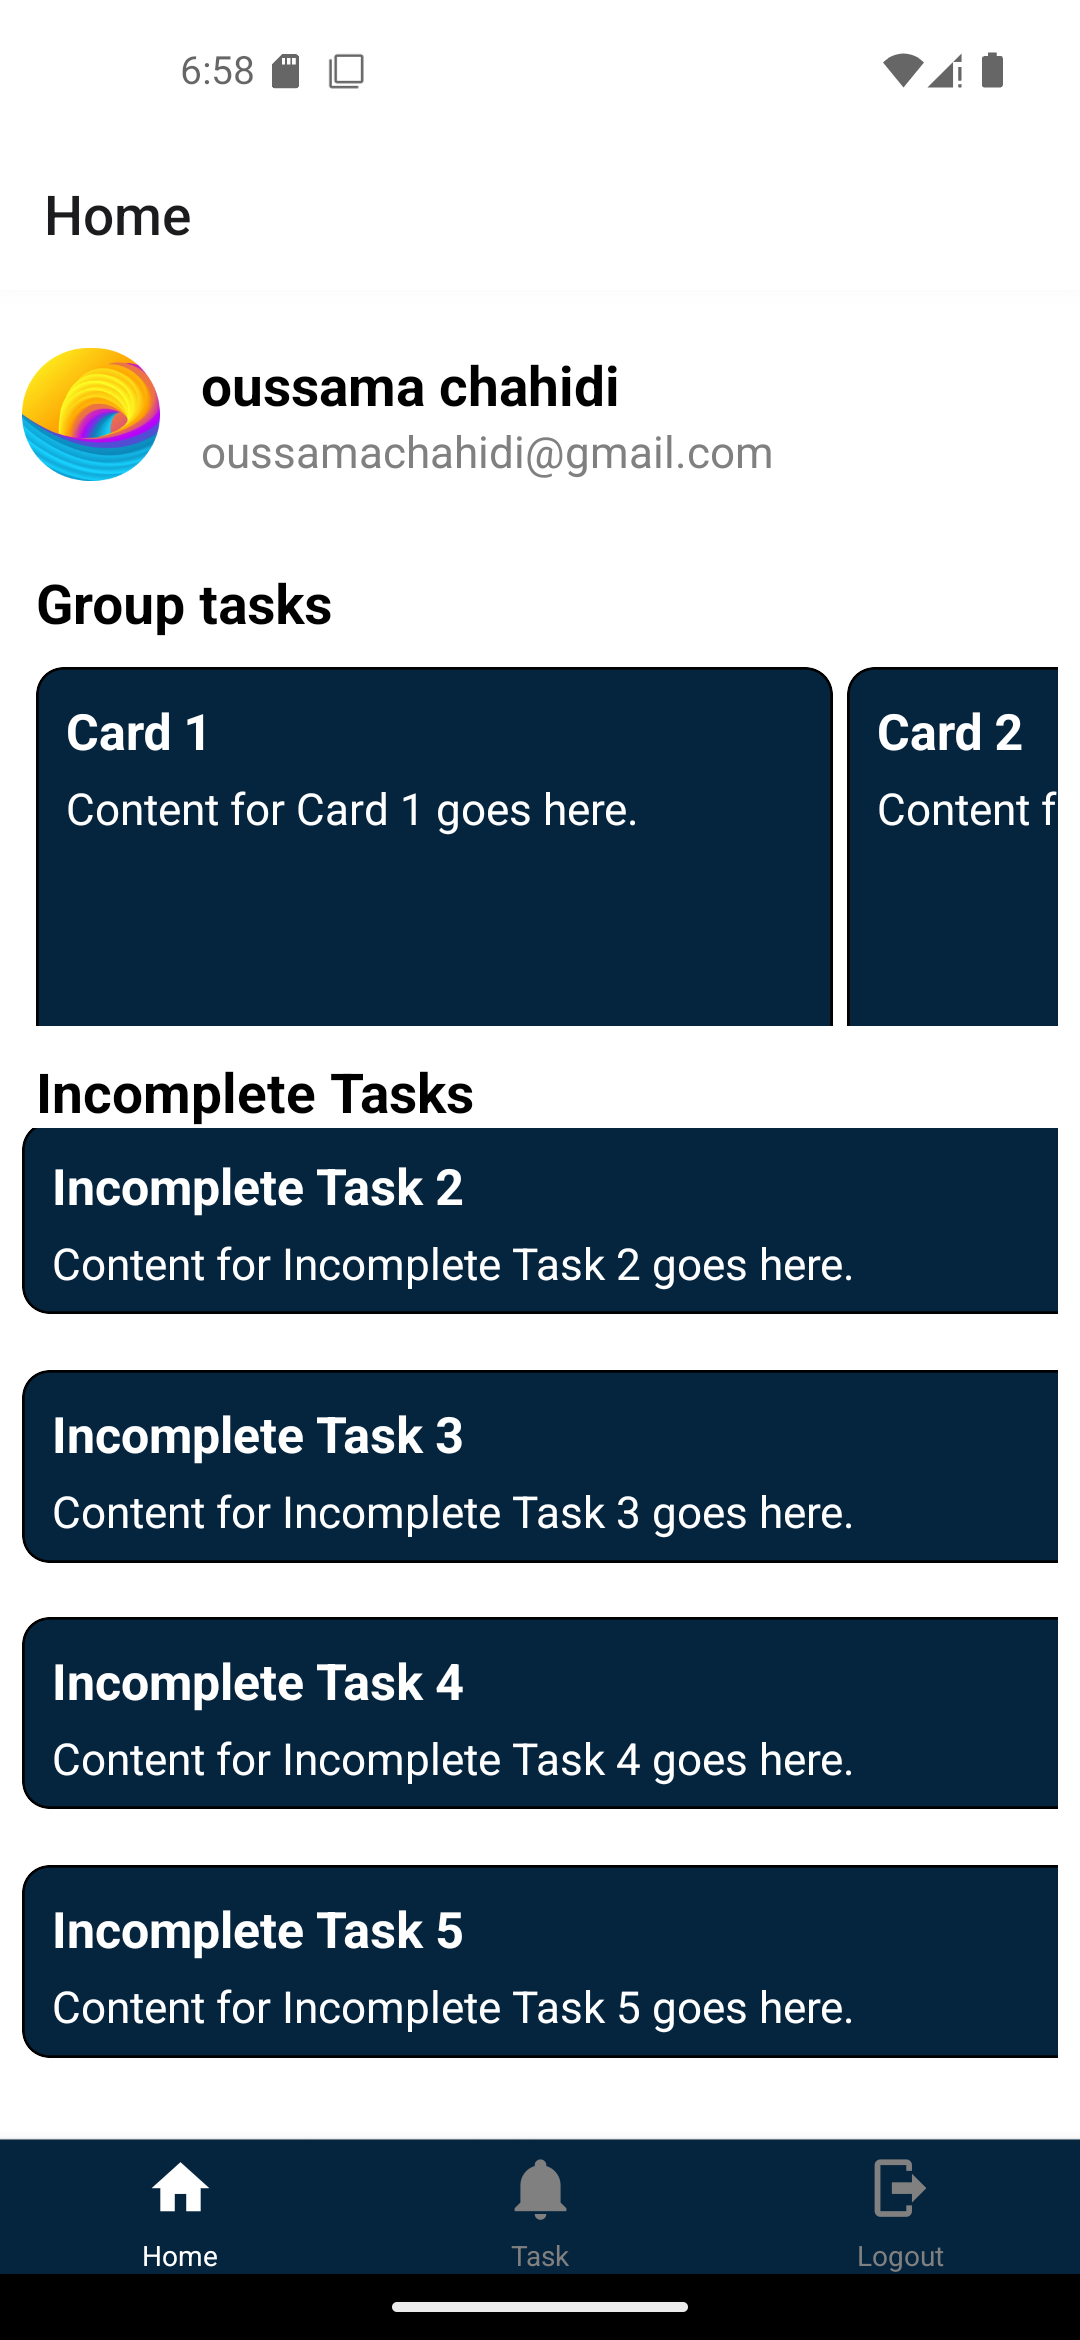 6:58
Home
oussama chahidi
oussamachahidi@gmail.com
Group tasks
Card 1
Content for Card 1 goes here.
Card 2
Content f
Incomplete Tasks
Incomplete Task 2
Content for Incomplete Task 2 goes here.
Incomplete Task 3
Content for Incomplete Task 3 goes here.
Incomplete Task 4
Content for Incomplete Task 4 goes here.
Incomplete Task 5
Content for Incomplete Task 5 goes here.
Home
Task
Logout